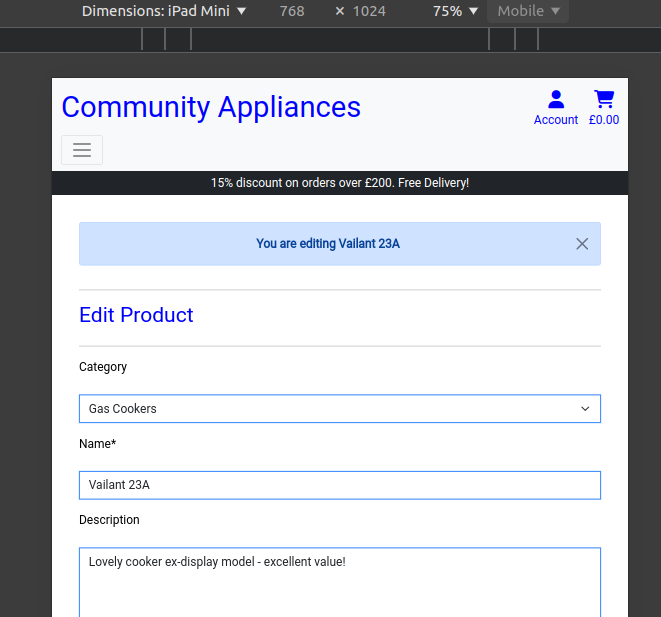 Dimensions: iPad Mini ▼ 768 × 1024 75% ▼ Mobile ▼
Community Appliances
Account £0.00
15% discount on orders over £200. Free Delivery!
You are editing Vailant 23A
Edit Product
Category
Gas Cookers
Name*
Vailant 23A
Description
Lovely cooker ex-display model - excellent value!